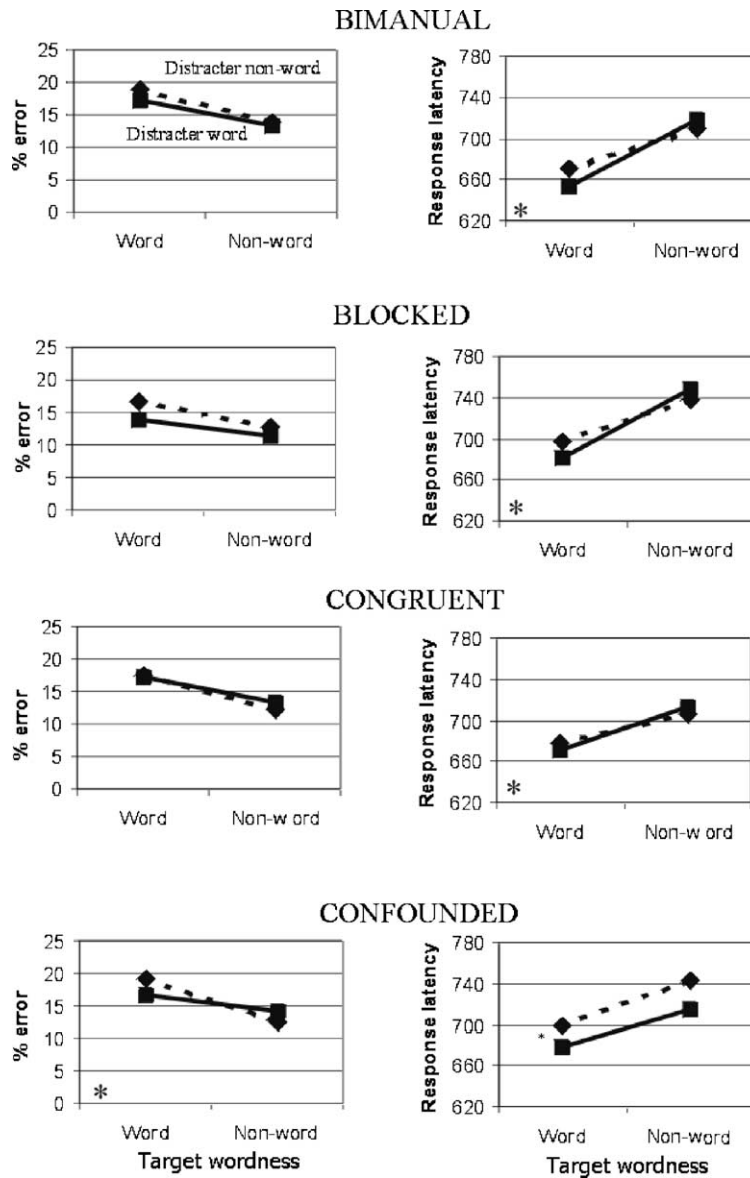 BIMANUAL
% error
25
20
15
10
5
0
Distracter non-word
Distracter word
Word
Non-word
Response latency
780
740
700
660
620
*
Word
Non-word
BLOCKED
% error
25
20
15
10
5
0
Word
Non-word
Response latency
780
740
700
660
620
*
Word
Non-word
CONGRUENT
% error
25
20
15
10
5
0
Word
Non-word
Response latency
780
740
700
660
620
*
Word
Non-word
CONFOUNDED
% error
25
20
15
10
5
0
*
Word
Non-word
Target wordness
Response latency
780
740
700
660
620
*
Word
Non-word
Target wordness